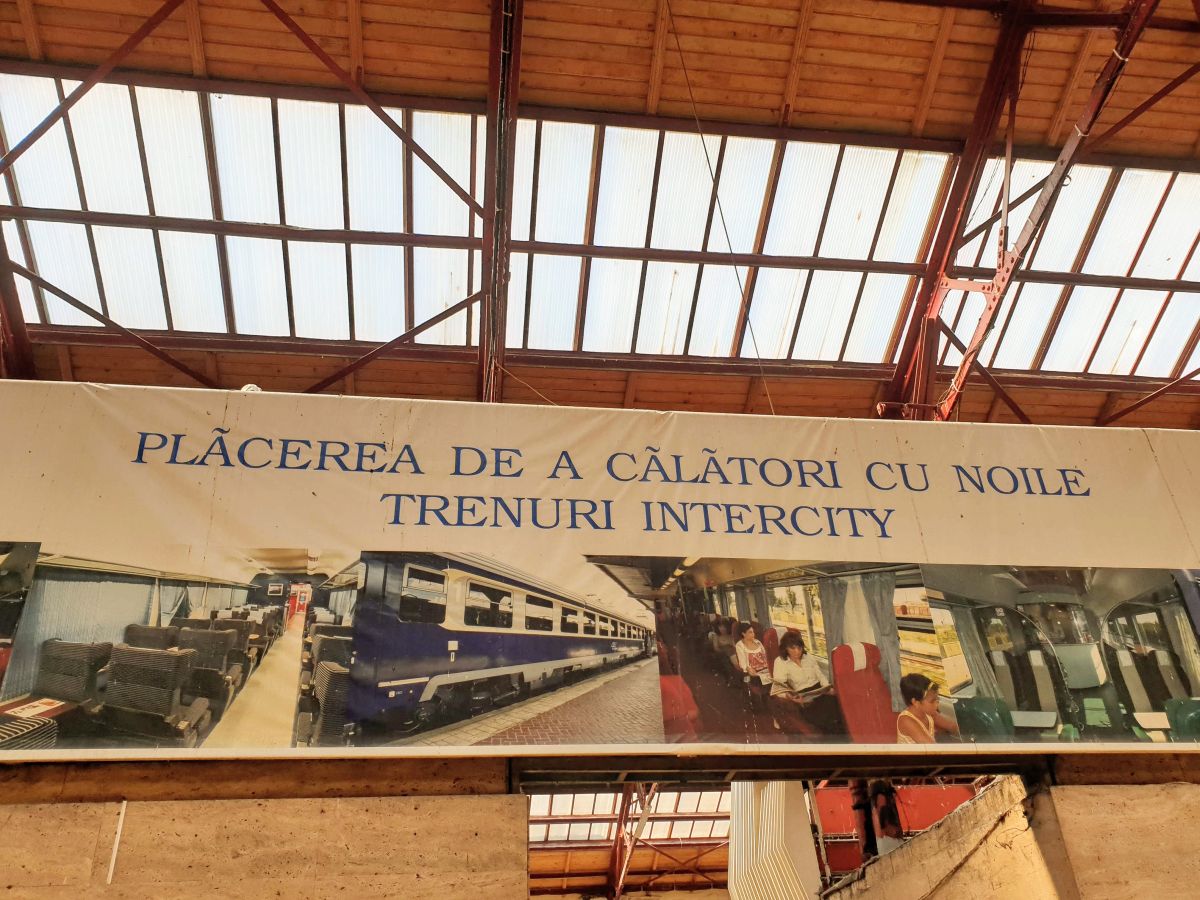 PLÃCEREA DE A CÃLÃTORI CU NOILE
TRENURI INTERCITY